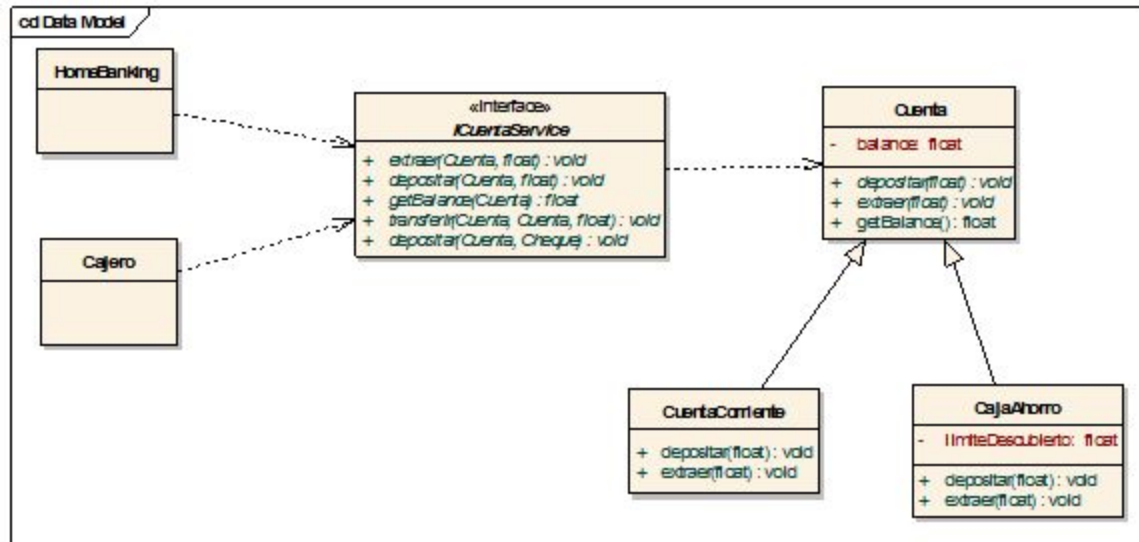 cd Data Model
HomeBanking
«interface»
ICuentaService
+ extraer(Cuenta, float) : void
+ depositar(Cuenta, float) : void
+ getBalance(Cuenta) : float
+ transferir(Cuenta, Cuenta, float) : void
+ depositar(Cuenta, Cheque) : void
Cuenta
- balance: float
+ depositar(float) : void
+ extraer(float) : void
+ getBalance() : float
Cajero
CuentaCorriente
+ depositar(float) : void
+ extraer(float) : void
CajaAhorro
- limiteDescubierto: float
+ depositar(float) : void
+ extraer(float) : void